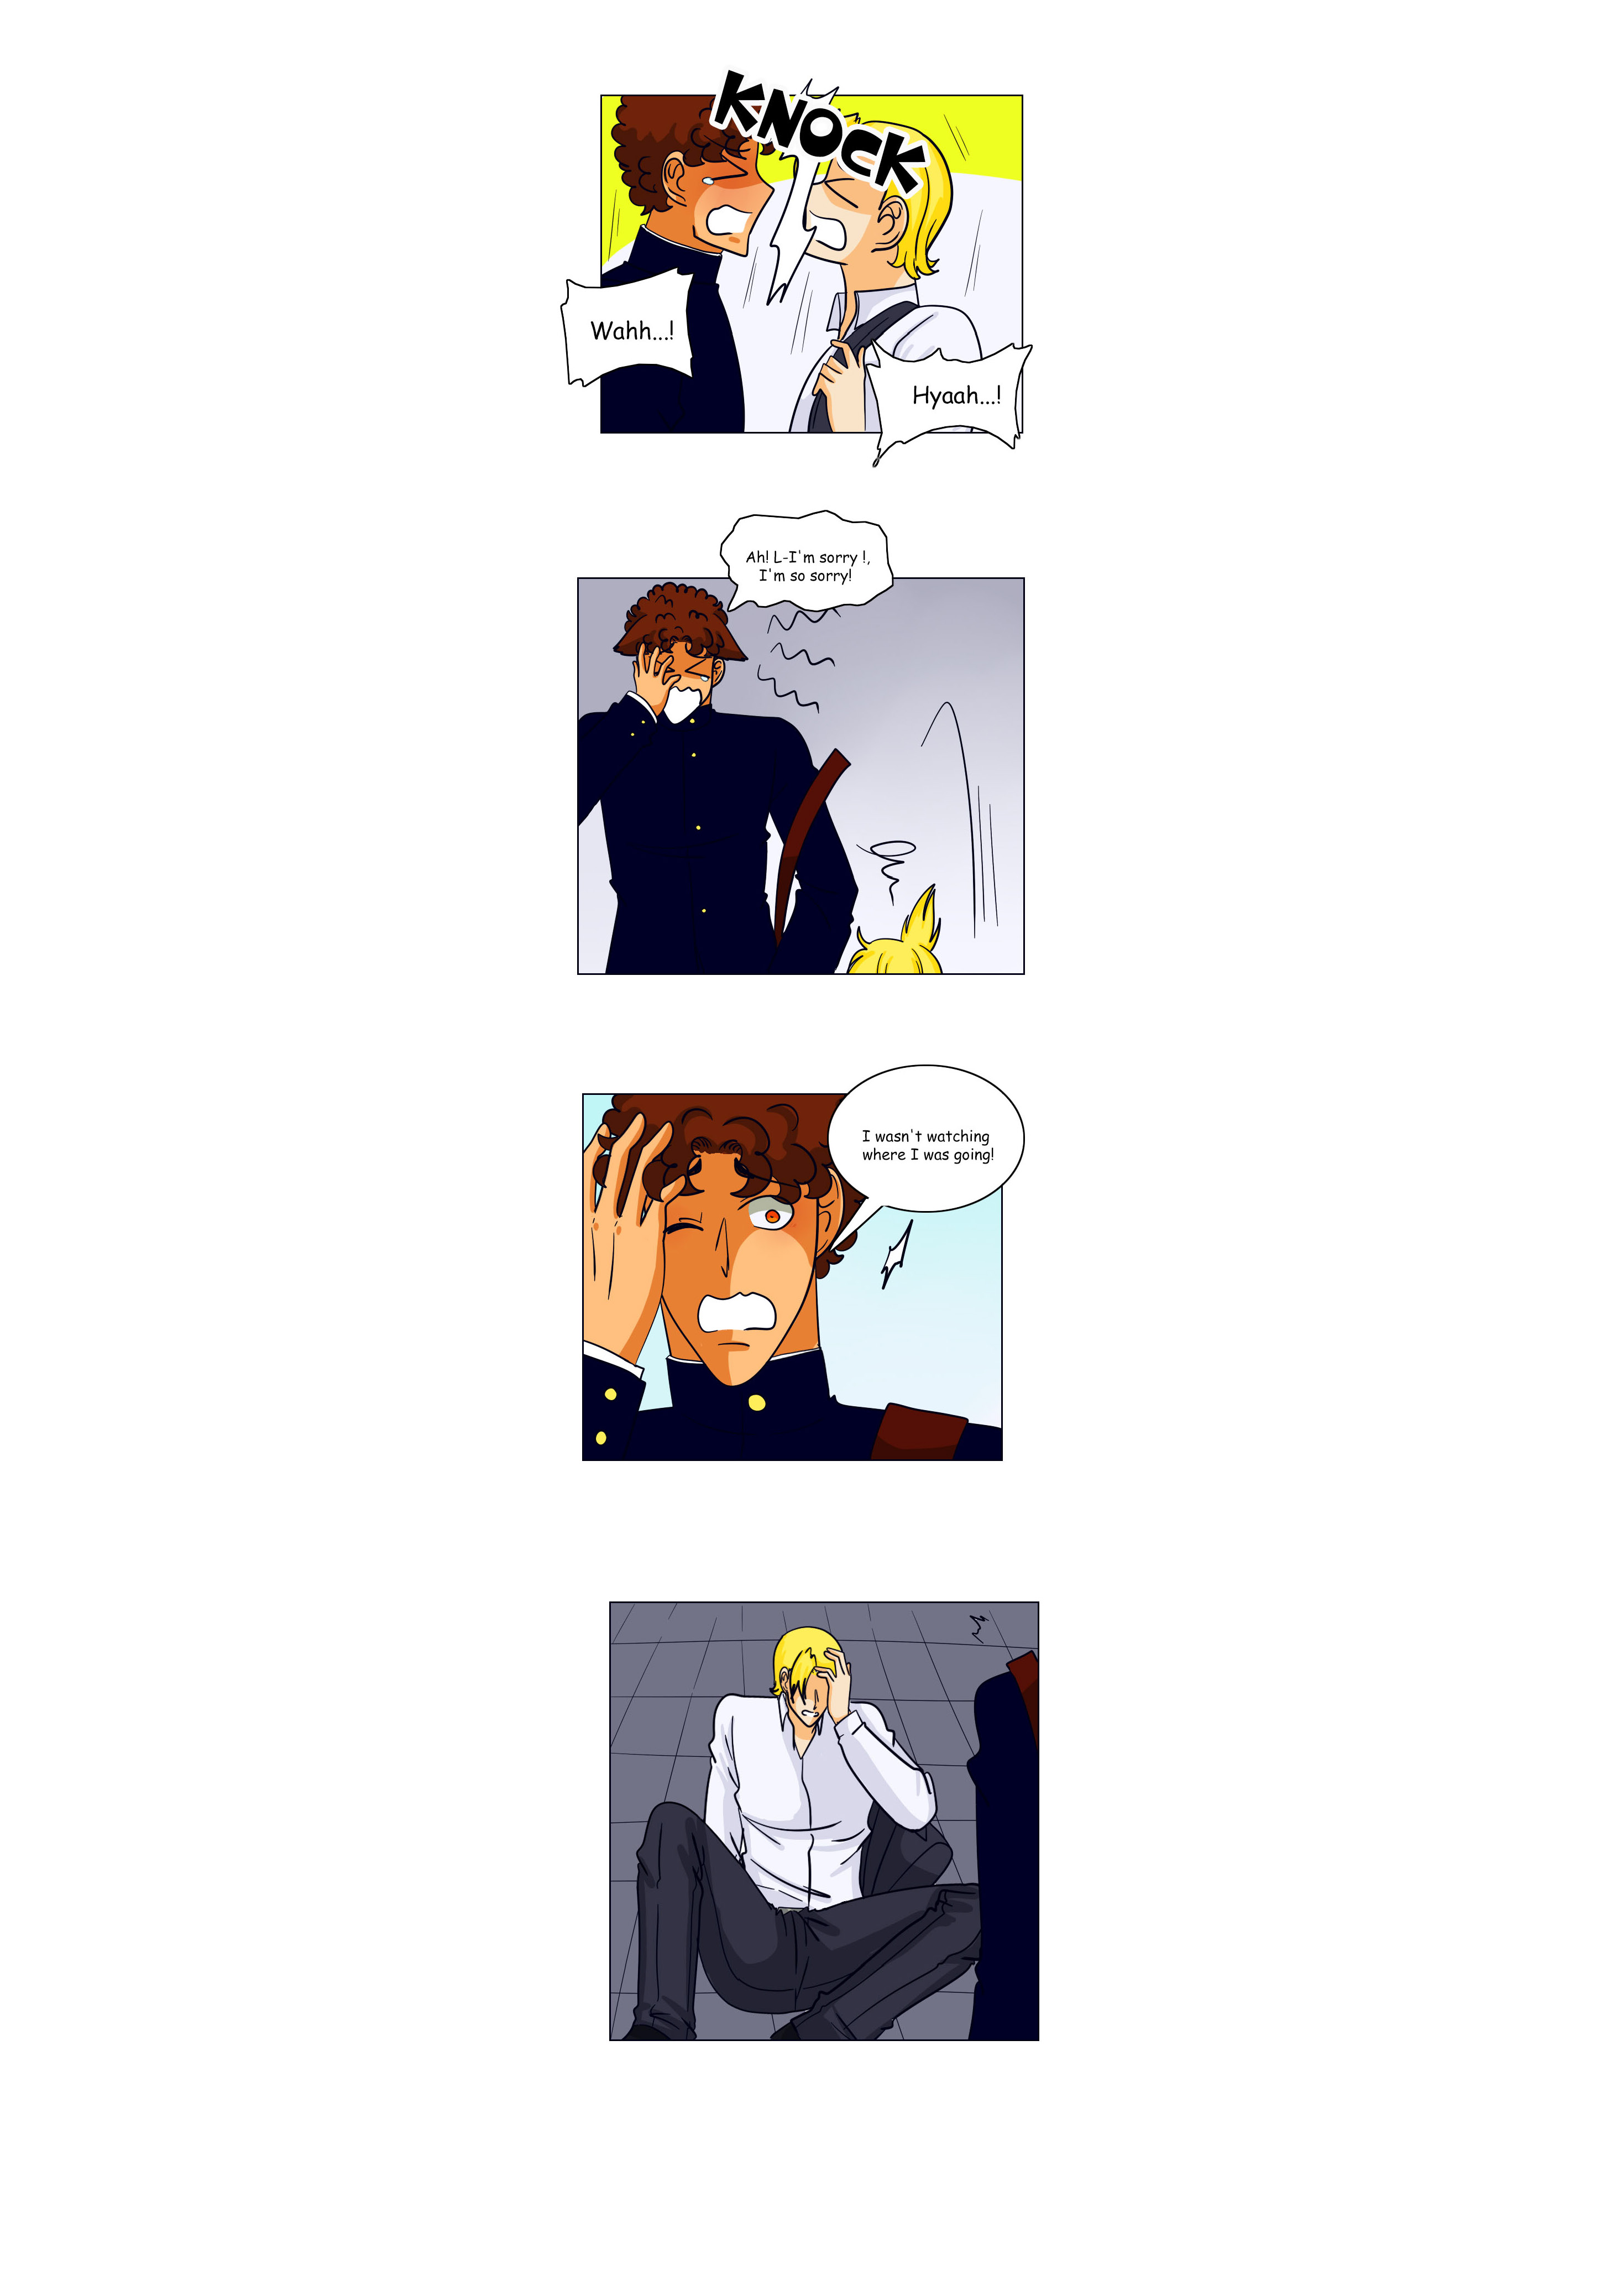 KNOCK
Wahh...!
Hyaah...!
Ah! L-I'm sorry !,
I'm so sorry!
I wasn't watching
where I was going!